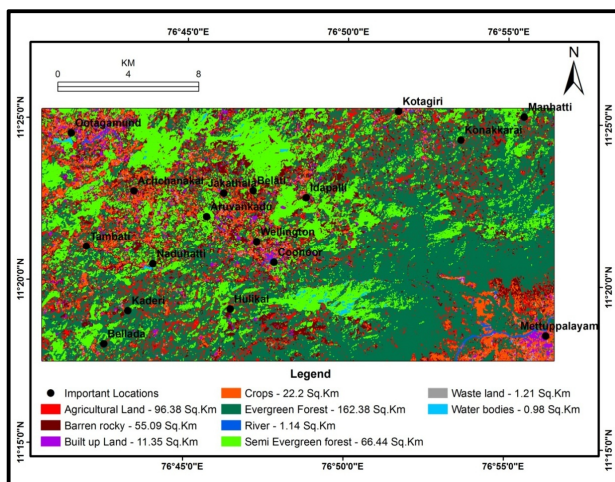 76°45'0"E 76°50'0"E 76°55'0"E
KM
0 4 8
N
11°25'0"N 11°25'0"N
Kotagiri
Manhatti
Ootagamund
Konakkarai
Achchanakal
Jakathala
Belati
Idapalli
Aruvankadu
Wellington
Tambati
Naduhatti
Coonoor
11°20'0"N 11°20'0"N
Kaderi
Hulikal
Mettuppalayam
Bellada
Legend
Important Locations
Crops - 22.2 Sq.Km
Waste land - 1.21 Sq.Km
Agricultural Land - 96.38 Sq.Km
Evergreen Forest - 162.38 Sq.Km
Water bodies - 0.98 Sq.Km
Barren rocky - 55.09 Sq.Km
River - 1.14 Sq.Km
Built up Land - 11.35 Sq.Km
Semi Evergreen forest - 66.44 Sq.Km
11°15'0"N 11°15'0"N
76°45'0"E 76°50'0"E 76°55'0"E